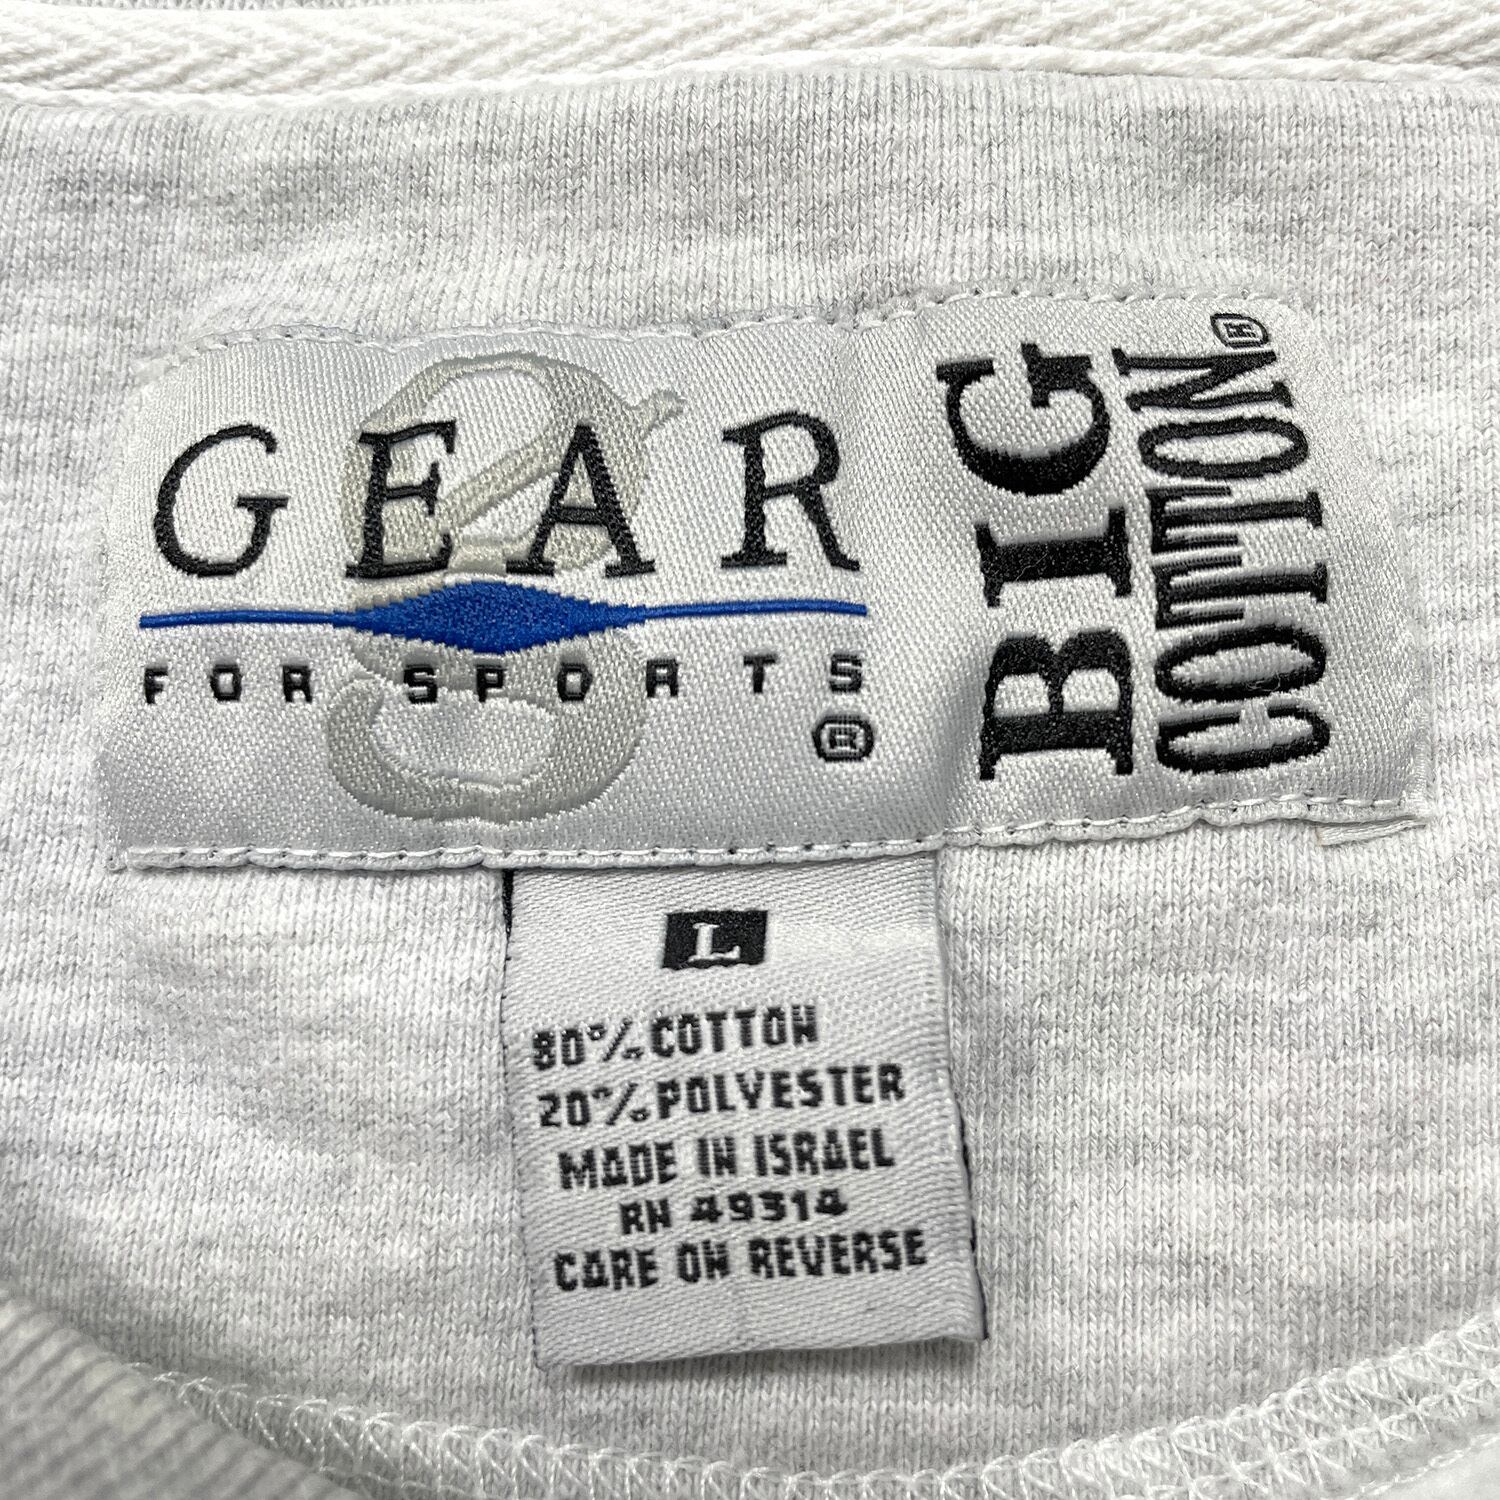 GEAR
FOR SPORTS
®
BIG
COTTON®
L
80% COTTON
20% POLYESTER
MADE IN ISRAEL
RN 49314
CARE ON REVERSE